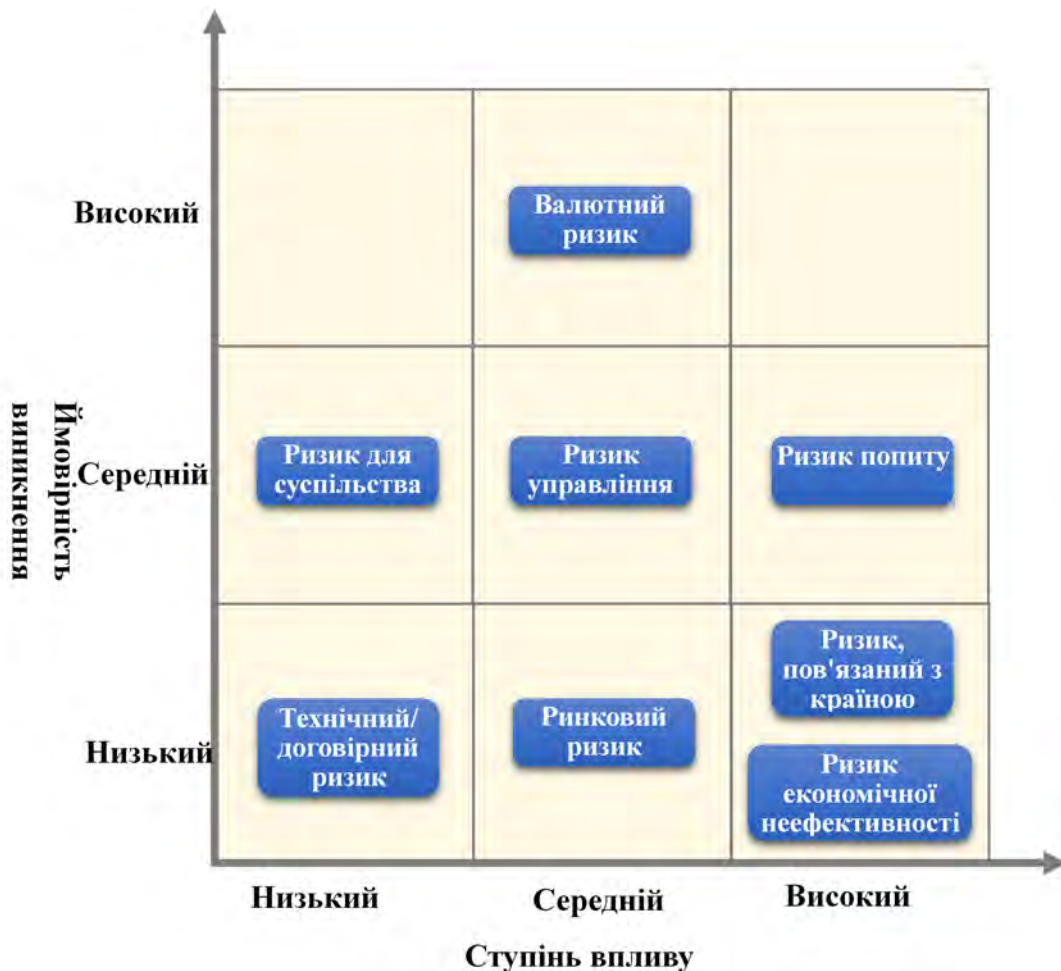 Високий
Валютний
ризик
Ймовірність
виникнення
Середній
Ризик для
суспільства
Ризик
управління
Ризик попиту
Низький
Технічний/
договірний
ризик
Ринковий
ризик
Ризик,
пов'язаний з
країною
Ризик
економічної
неефективності
Низький
Середній
Високий
Ступінь впливу